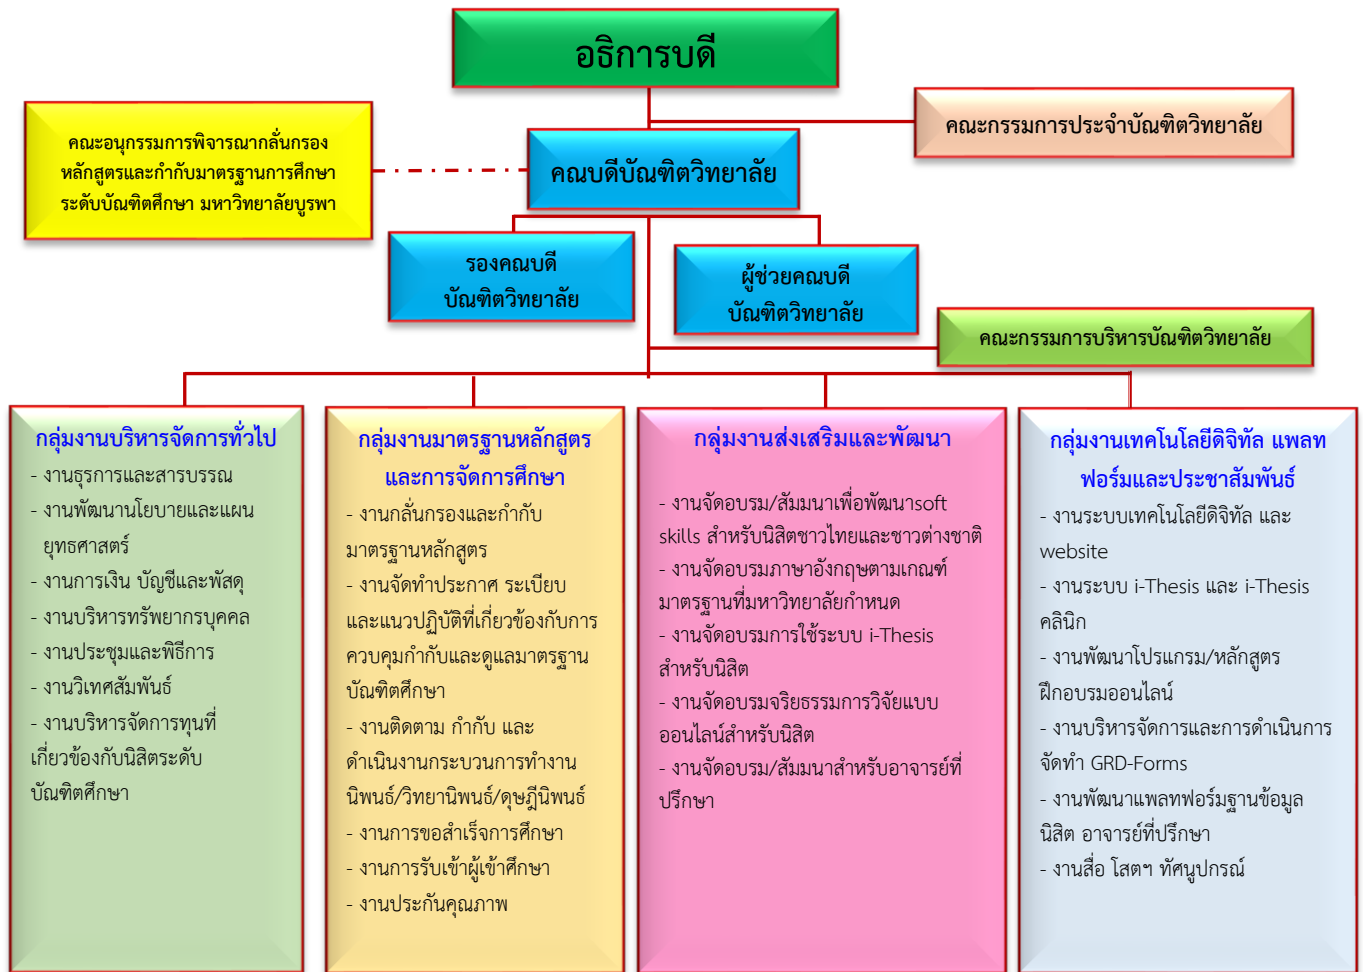 อธิการบดี
คณะกรรมการประจำบัณฑิตวิทยาลัย
คณะอนุกรรมการพิจารณากลั่นกรอง
หลักสูตรและกำกับมาตรฐานการศึกษา
ระดับบัณฑิตศึกษา มหาวิทยาลัยบูรพา
คณบดีบัณฑิตวิทยาลัย
รองคณบดี
บัณฑิตวิทยาลัย
ผู้ช่วยคณบดี
บัณฑิตวิทยาลัย
คณะกรรมการบริหารบัณฑิตวิทยาลัย
กลุ่มงานบริหารจัดการทั่วไป
- งานธุรการและสารบรรณ
- งานพัฒนานโยบายและแผน
ยุทธศาสตร์
- งานการเงิน บัญชีและพัสดุ
- งานบริหารทรัพยากรบุคคล
- งานประชุมและพิธีการ
- งานวิเทศสัมพันธ์
- งานบริหารจัดการทุนที่
เกี่ยวข้องกับนิสิตระดับ
บัณฑิตศึกษา
กลุ่มงานมาตรฐานหลักสูตร
และการจัดการศึกษา
- งานกลั่นกรองและกำกับ
มาตรฐานหลักสูตร
- งานจัดทำประกาศ ระเบียบ
และแนวปฏิบัติที่เกี่ยวข้องกับการ
ควบคุมกำกับและดูแลมาตรฐาน
บัณฑิตศึกษา
- งานติดตาม กำกับ และ
ดำเนินงานกระบวนการทำงาน
นิพนธ์/วิทยานิพนธ์/ดุษฎีนิพนธ์
- งานการขอสำเร็จการศึกษา
- งานการรับเข้าผู้เข้าศึกษา
- งานประกันคุณภาพ
กลุ่มงานส่งเสริมและพัฒนา
- งานจัดอบรม/สัมมนาเพื่อพัฒนาsoft
skills สำหรับนิสิตชาวไทยและชาวต่างชาติ
- งานจัดอบรมภาษาอังกฤษตามเกณฑ์
มาตรฐานที่มหาวิทยาลัยกำหนด
- งานจัดอบรมการใช้ระบบ i-Thesis
สำหรับนิสิต
- งานจัดอบรมจริยธรรมการวิจัยแบบ
ออนไลน์สำหรับนิสิต
- งานจัดอบรม/สัมมนาสำหรับอาจารย์ที่
ปรึกษา
กลุ่มงานเทคโนโลยีดิจิทัล แพลท
ฟอร์มและประชาสัมพันธ์
- งานระบบเทคโนโลยีดิจิทัล และ
website
- งานระบบ i-Thesis และ i-Thesis
คลินิก
- งานพัฒนาโปรแกรม/หลักสูตร
ฝึกอบรมออนไลน์
- งานบริหารจัดการและการดำเนินการ
จัดทำ GRD-Forms
- งานพัฒนาแพลทฟอร์มฐานข้อมูล
นิสิต อาจารย์ที่ปรึกษา
- งานสื่อ โสตฯ ทัศนูปกรณ์